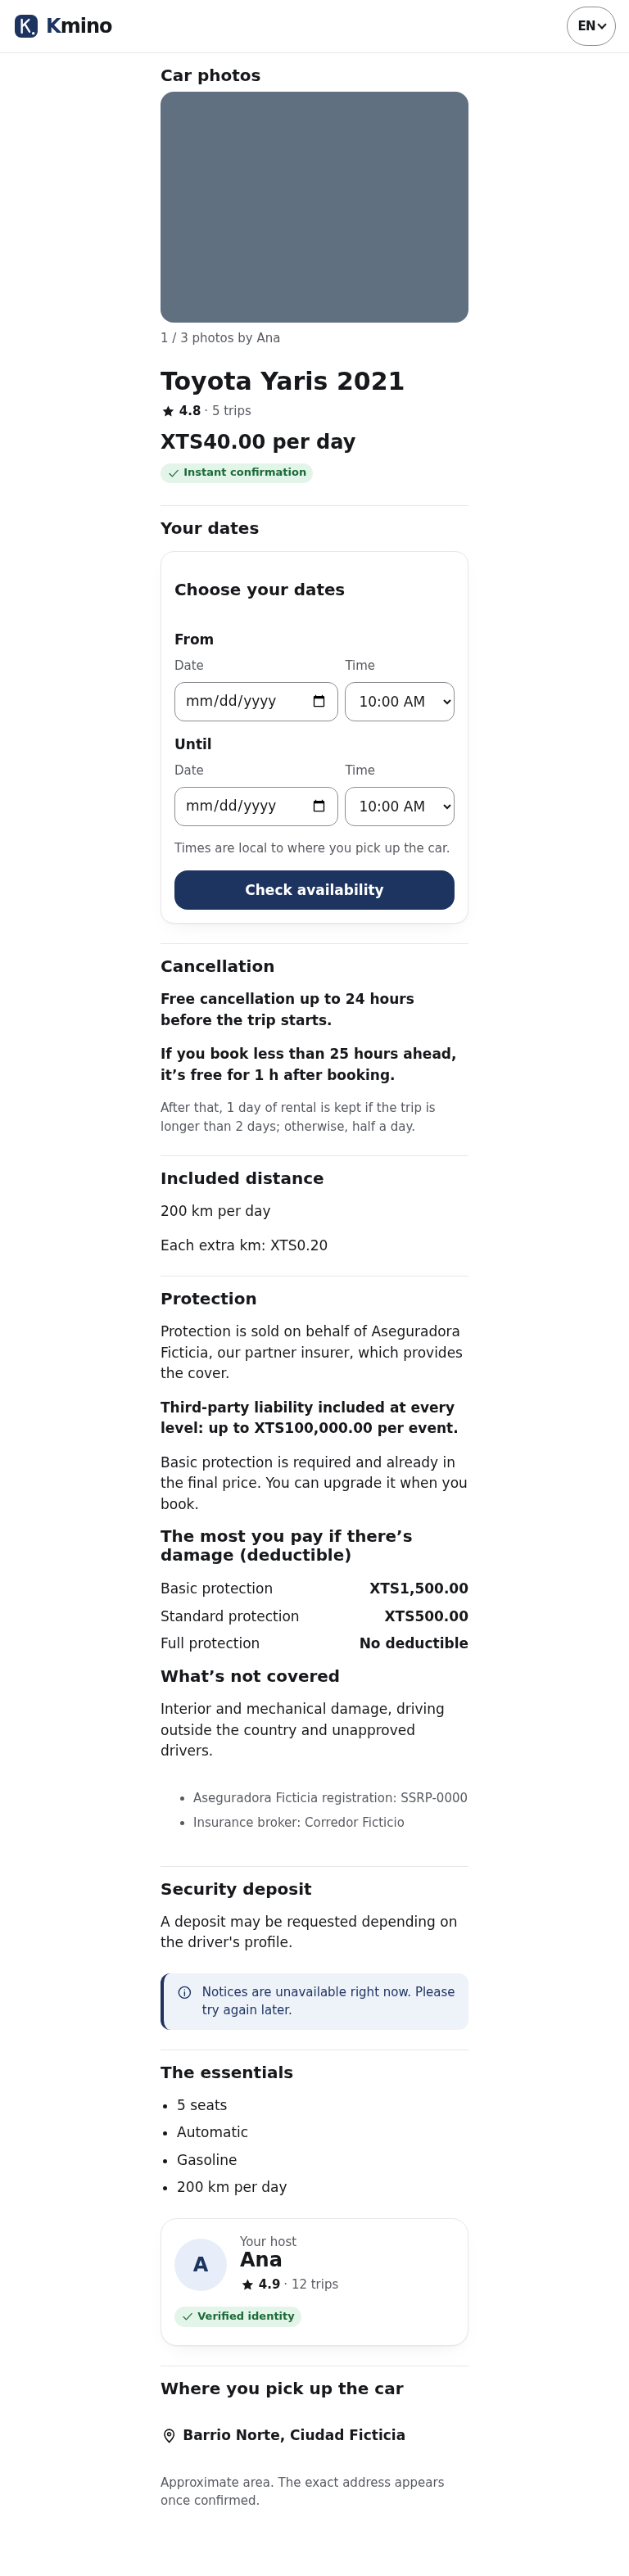 Kmino
EN
Car photos
1 / 3 photos by Ana
Toyota Yaris 2021
★ 4.8 · 5 trips
XTS40.00 per day
Instant confirmation
Your dates
Choose your dates
From
Date Time
mm/dd/yyyy 10:00 AM
Until
Date Time
mm/dd/yyyy 10:00 AM
Times are local to where you pick up the car.
Check availability
Cancellation
Free cancellation up to 24 hours
before the trip starts.
If you book less than 25 hours ahead,
it’s free for 1 h after booking.
After that, 1 day of rental is kept if the trip is
longer than 2 days; otherwise, half a day.
Included distance
200 km per day
Each extra km: XTS0.20
Protection
Protection is sold on behalf of Aseguradora
Ficticia, our partner insurer, which provides
the cover.
Third-party liability included at every
level: up to XTS100,000.00 per event.
Basic protection is required and already in
the final price. You can upgrade it when you
book.
The most you pay if there’s
damage (deductible)
Basic protection XTS1,500.00
Standard protection XTS500.00
Full protection No deductible
What’s not covered
Interior and mechanical damage, driving
outside the country and unapproved
drivers.
• Aseguradora Ficticia registration: SSRP-0000
• Insurance broker: Corredor Ficticio
Security deposit
A deposit may be requested depending on
the driver's profile.
Notices are unavailable right now. Please
try again later.
The essentials
• 5 seats
• Automatic
• Gasoline
• 200 km per day
A
Your host
Ana
★ 4.9 · 12 trips
Verified identity
Where you pick up the car
Barrio Norte, Ciudad Ficticia
Approximate area. The exact address appears
once confirmed.